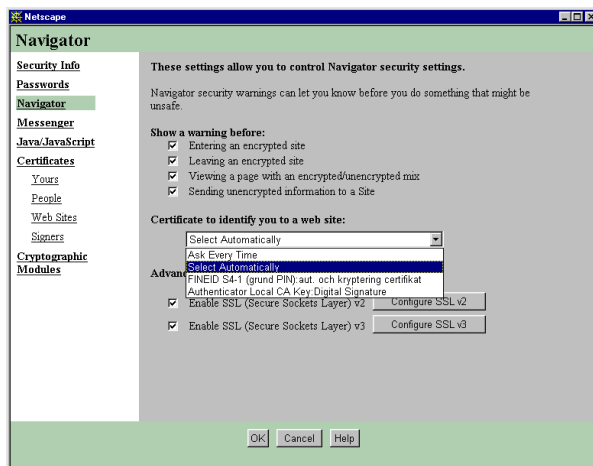 Netscape
Navigator
Security Info
Passwords
Navigator
Messenger
Java/JavaScript
Certificates
Yours
People
Web Sites
Signers
Cryptographic
Modules
These settings allow you to control Navigator security settings.
Navigator security warnings can let you know before you do something that might be
unsafe.
Show a warning before:
Entering an encrypted site
Leaving an encrypted site
Viewing a page with an encrypted/unencrypted mix
Sending unencrypted information to a Site
Certificate to identify you to a web site:
Select Automatically
Ask Every Time
Select Automatically
FINEID S4-1 (grund PIN):aut. och kryptering certifikat
Authenticator Local CA Key:Digital Signature
Advan
Enable SSL (Secure Sockets Layer) v2 Configure SSL v2
Enable SSL (Secure Sockets Layer) v3 Configure SSL v3
OK Cancel Help